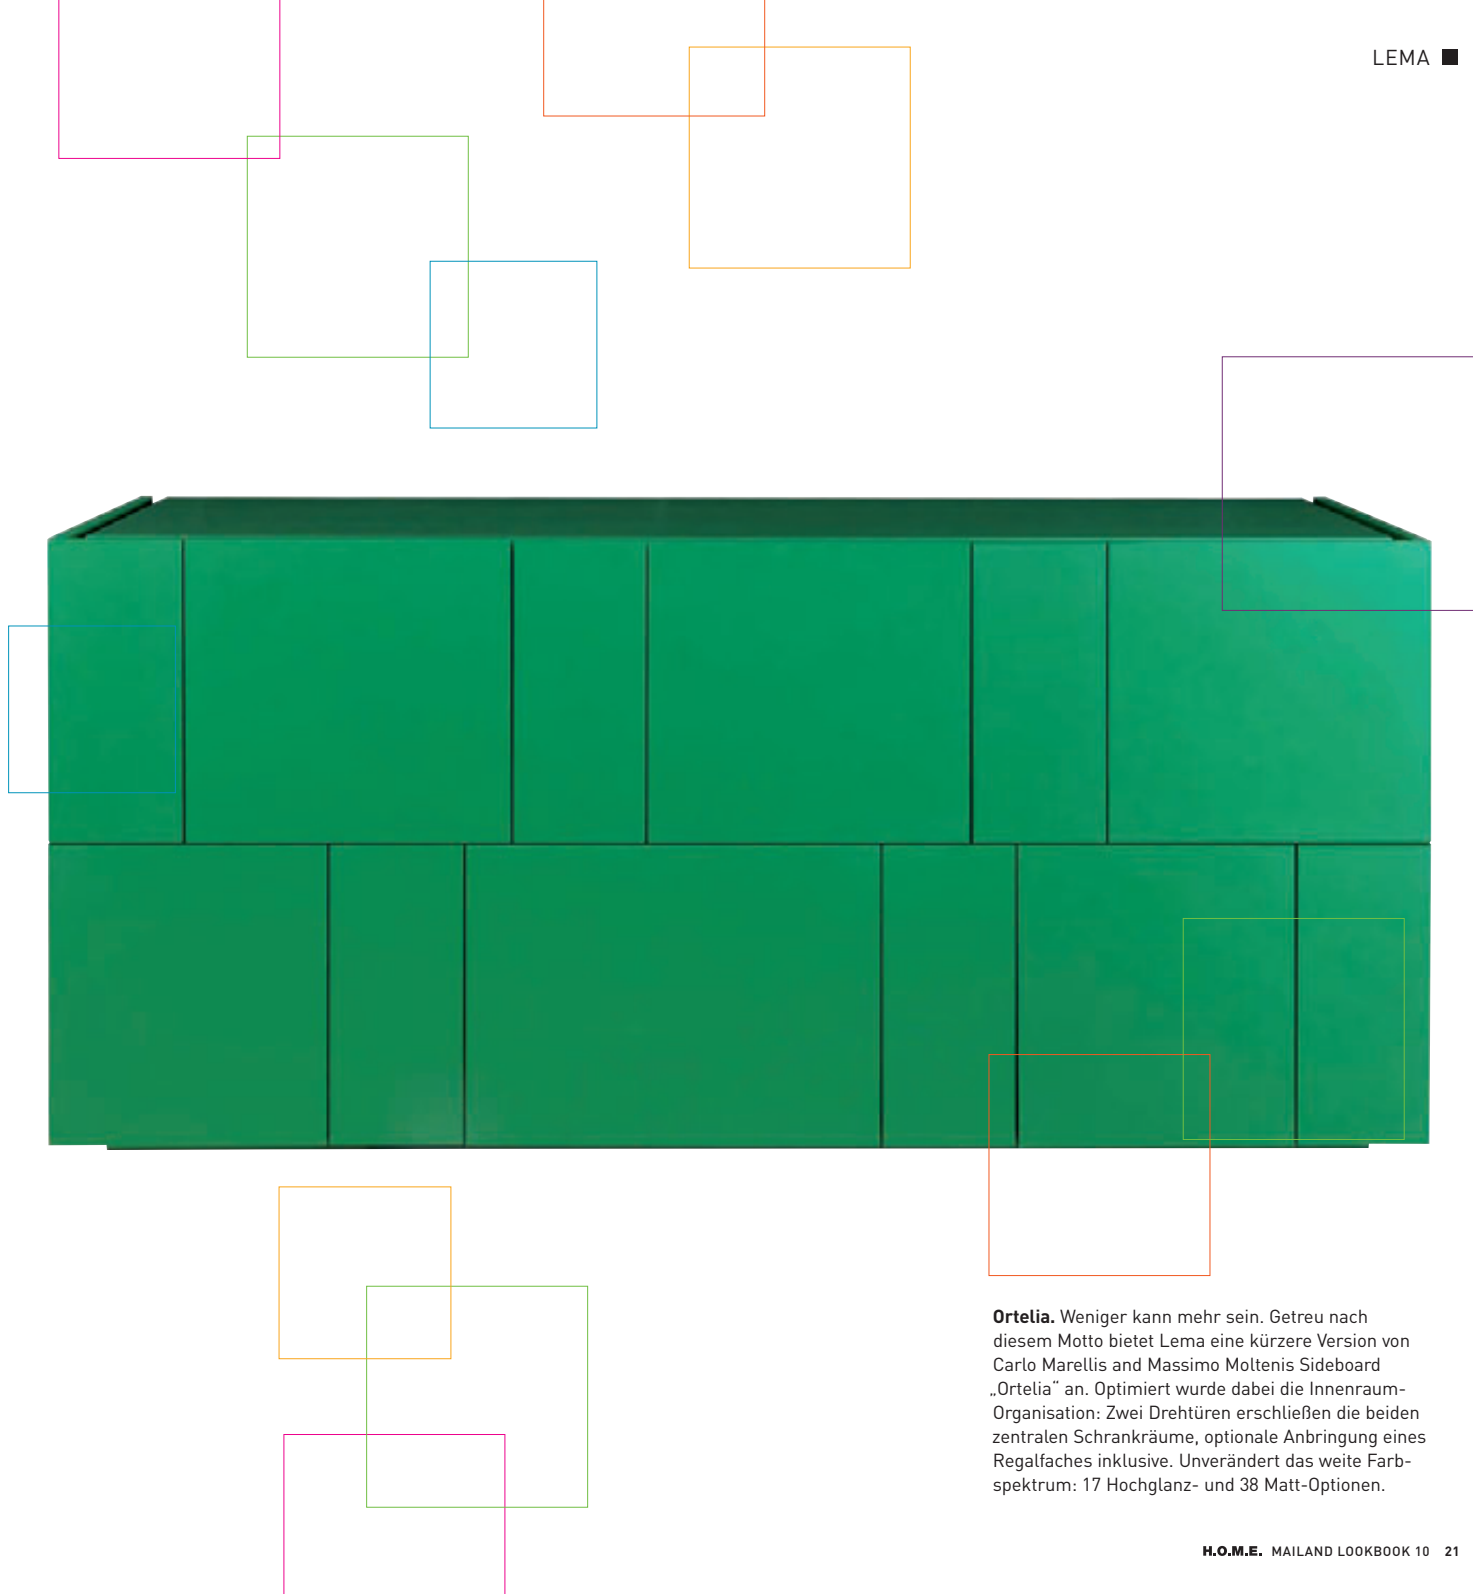 LEMA
Ortelia. Weniger kann mehr sein. Getreu nach
diesem Motto bietet Lema eine kürzere Version von
Carlo Marellis and Massimo Moltenis Sideboard
„Ortelia“ an. Optimiert wurde dabei die Innenraum-
Organisation: Zwei Drehtüren erschließen die beiden
zentralen Schrankräume, optionale Anbringung eines
Regalfaches inklusive. Unverändert das weite Farb-
spektrum: 17 Hochglanz- und 38 Matt-Optionen.
H.O.M.E. MAILAND LOOKBOOK 10 21